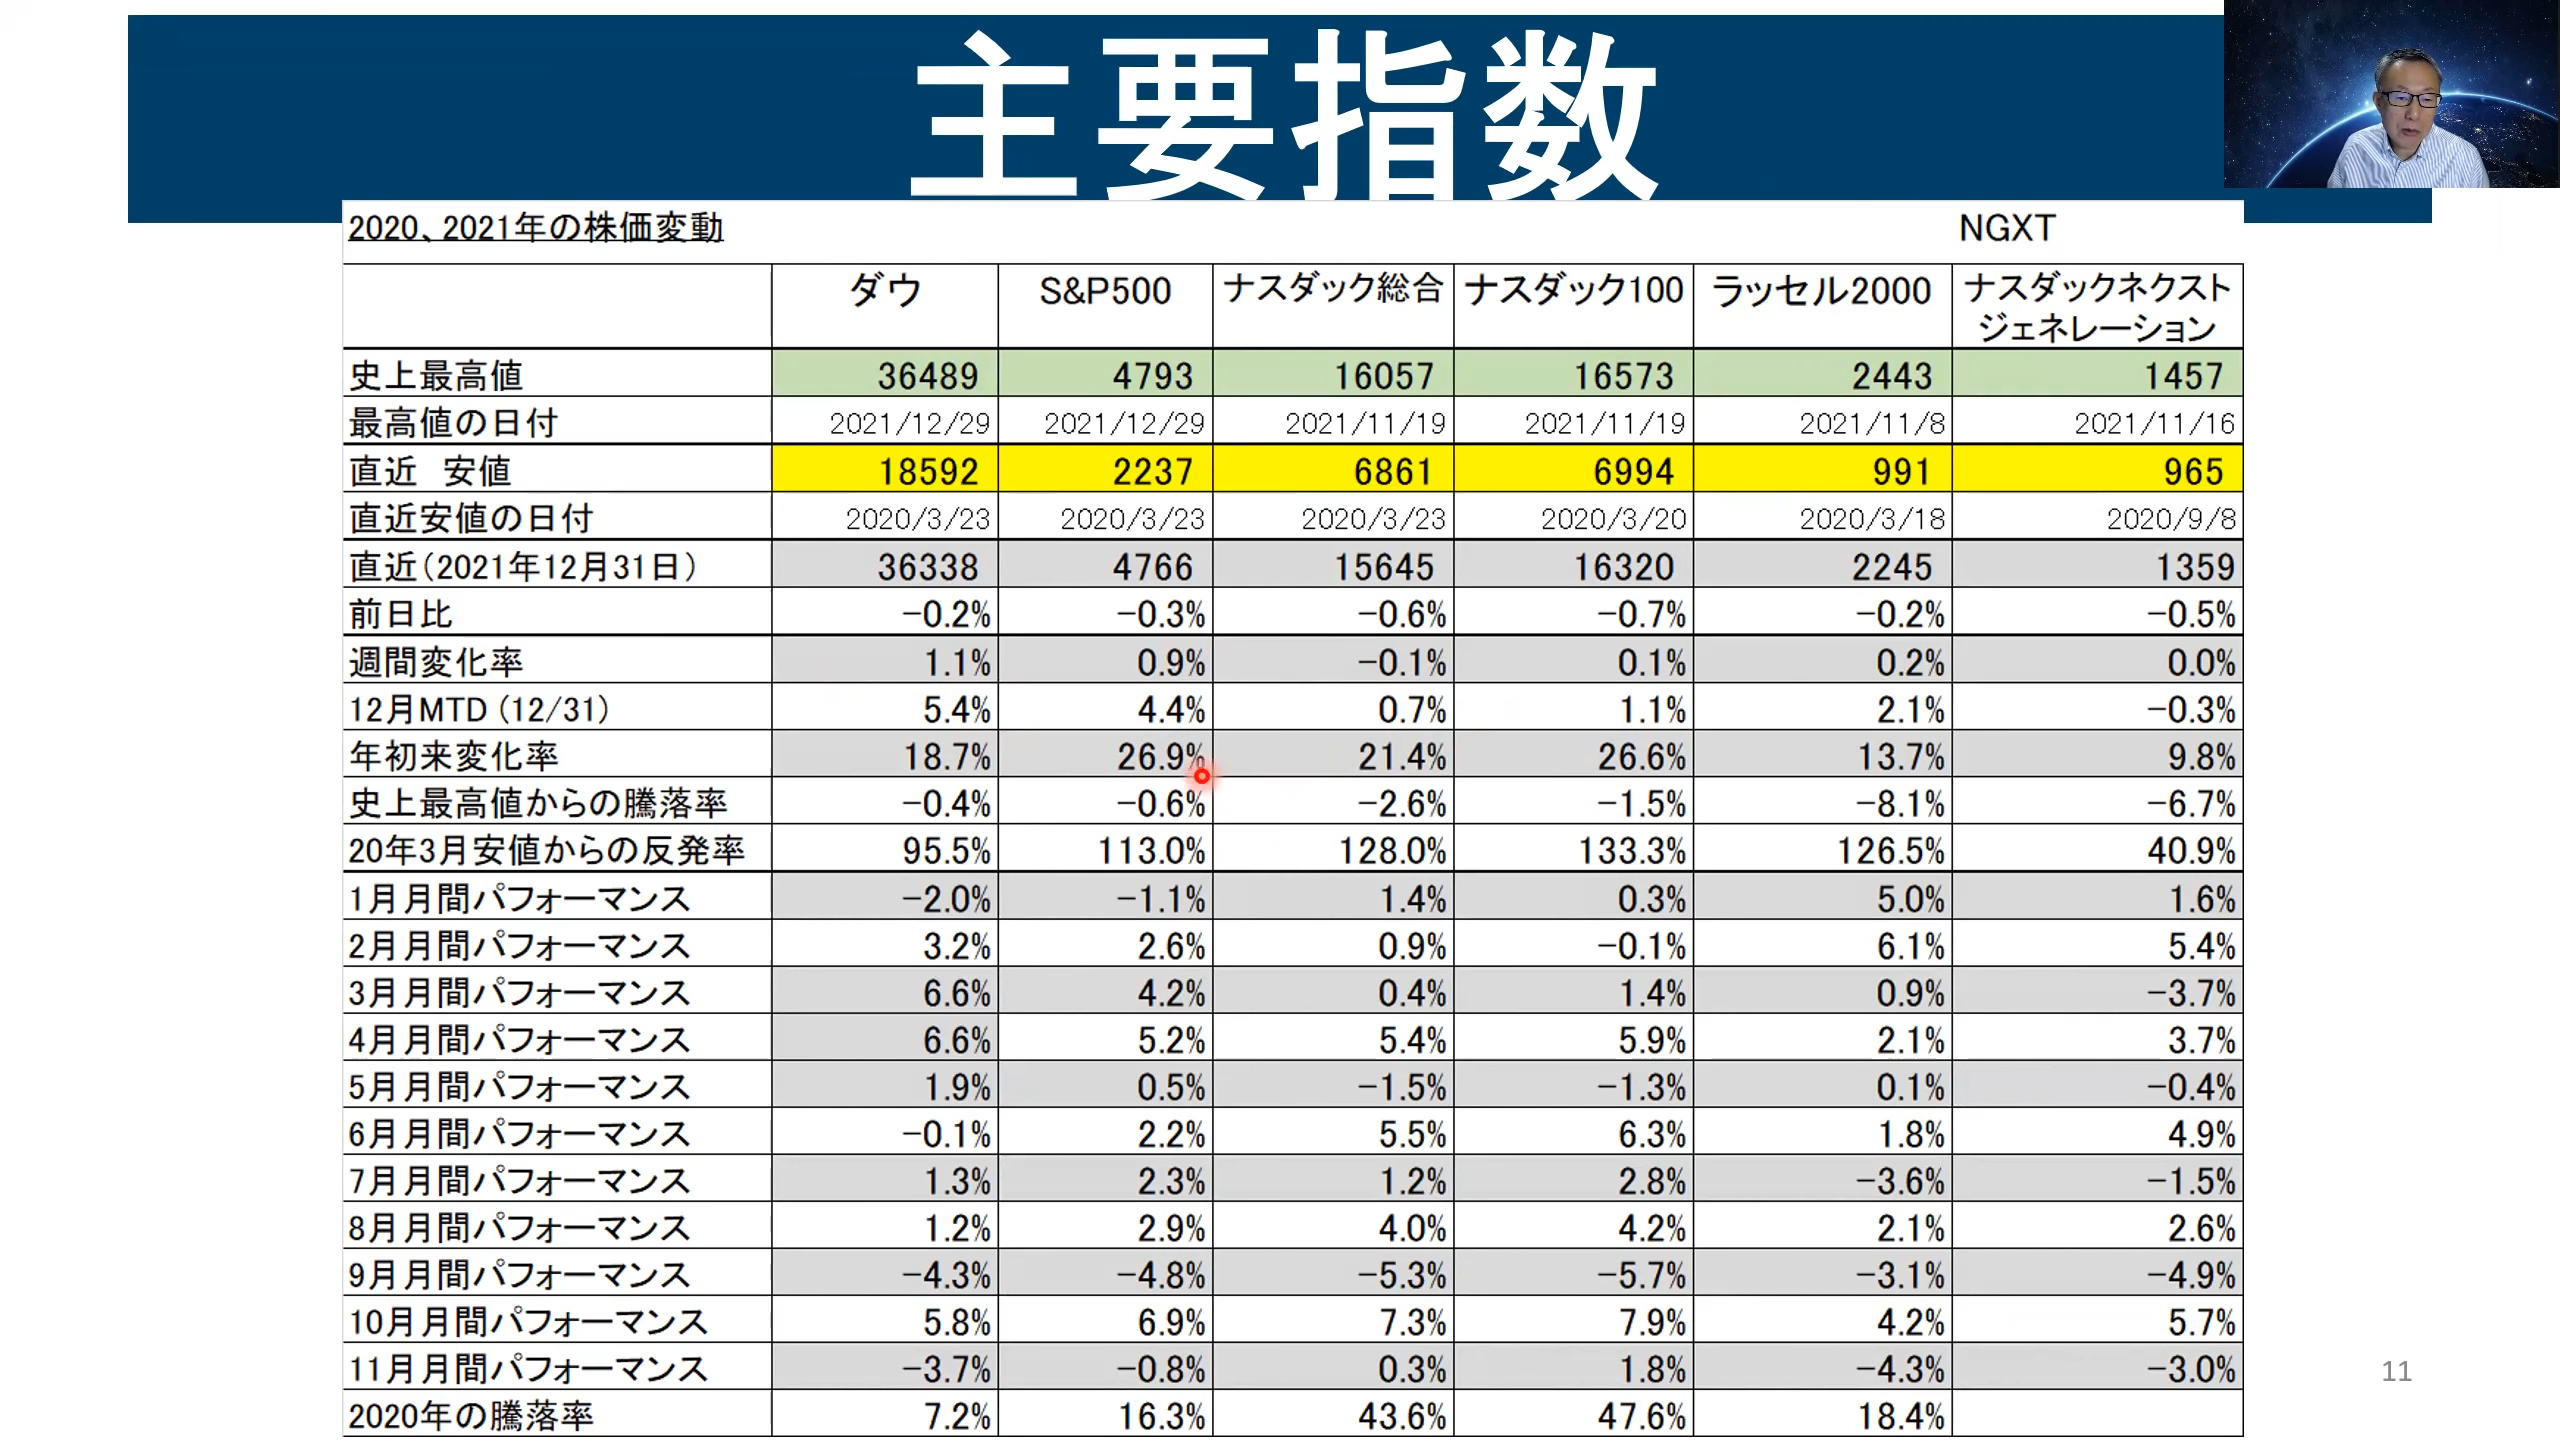 主要指数
2020、2021年の株価変動 NGXT
ダウ S&P500 ナスダック総合 ナスダック100 ラッセル2000 ナスダックネクスト
ジェネレーション
史上最高値 36489 4793 16057 16573 2443 1457
最高値の日付 2021/12/29 2021/12/29 2021/11/19 2021/11/19 2021/11/8 2021/11/16
直近 安値 18592 2237 6861 6994 991 965
直近安値の日付 2020/3/23 2020/3/23 2020/3/23 2020/3/20 2020/3/18 2020/9/8
直近(2021年12月31日) 36338 4766 15645 16320 2245 1359
前日比 -0.2% -0.3% -0.6% -0.7% -0.2% -0.5%
週間変化率 1.1% 0.9% -0.1% 0.1% 0.2% 0.0%
12月MTD (12/31) 5.4% 4.4% 0.7% 1.1% 2.1% -0.3%
年初来変化率 18.7% 26.9% 21.4% 26.6% 13.7% 9.8%
史上最高値からの騰落率 -0.4% -0.6% -2.6% -1.5% -8.1% -6.7%
20年3月安値からの反発率 95.5% 113.0% 128.0% 133.3% 126.5% 40.9%
1月月間パフォーマンス -2.0% -1.1% 1.4% 0.3% 5.0% 1.6%
2月月間パフォーマンス 3.2% 2.6% 0.9% -0.1% 6.1% 5.4%
3月月間パフォーマンス 6.6% 4.2% 0.4% 1.4% 0.9% -3.7%
4月月間パフォーマンス 6.6% 5.2% 5.4% 5.9% 2.1% 3.7%
5月月間パフォーマンス 1.9% 0.5% -1.5% -1.3% 0.1% -0.4%
6月月間パフォーマンス -0.1% 2.2% 5.5% 6.3% 1.8% 4.9%
7月月間パフォーマンス 1.3% 2.3% 1.2% 2.8% -3.6% -1.5%
8月月間パフォーマンス 1.2% 2.9% 4.0% 4.2% 2.1% 2.6%
9月月間パフォーマンス -4.3% -4.8% -5.3% -5.7% -3.1% -4.9%
10月月間パフォーマンス 5.8% 6.9% 7.3% 7.9% 4.2% 5.7%
11月月間パフォーマンス -3.7% -0.8% 0.3% 1.8% -4.3% -3.0%
2020年の騰落率 7.2% 16.3% 43.6% 47.6% 18.4%
11